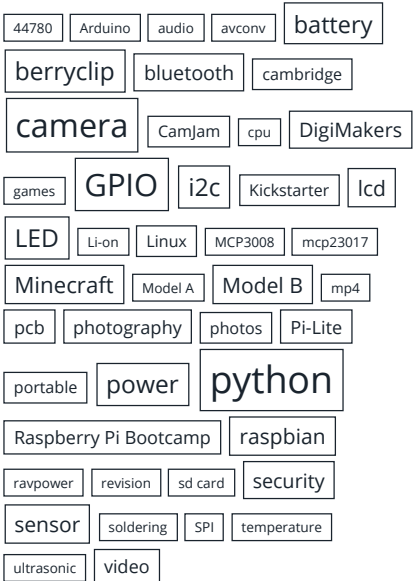 44780 Arduino audio avconv battery
berryclip bluetooth cambridge
camera CamJam cpu DigiMakers
games GPIO i2c Kickstarter lcd
LED Li-on Linux MCP3008 mcp23017
Minecraft Model A Model B mp4
pcb photography photos Pi-Lite
portable power python
Raspberry Pi Bootcamp raspbian
ravpower revision sd card security
sensor soldering SPI temperature
ultrasonic video